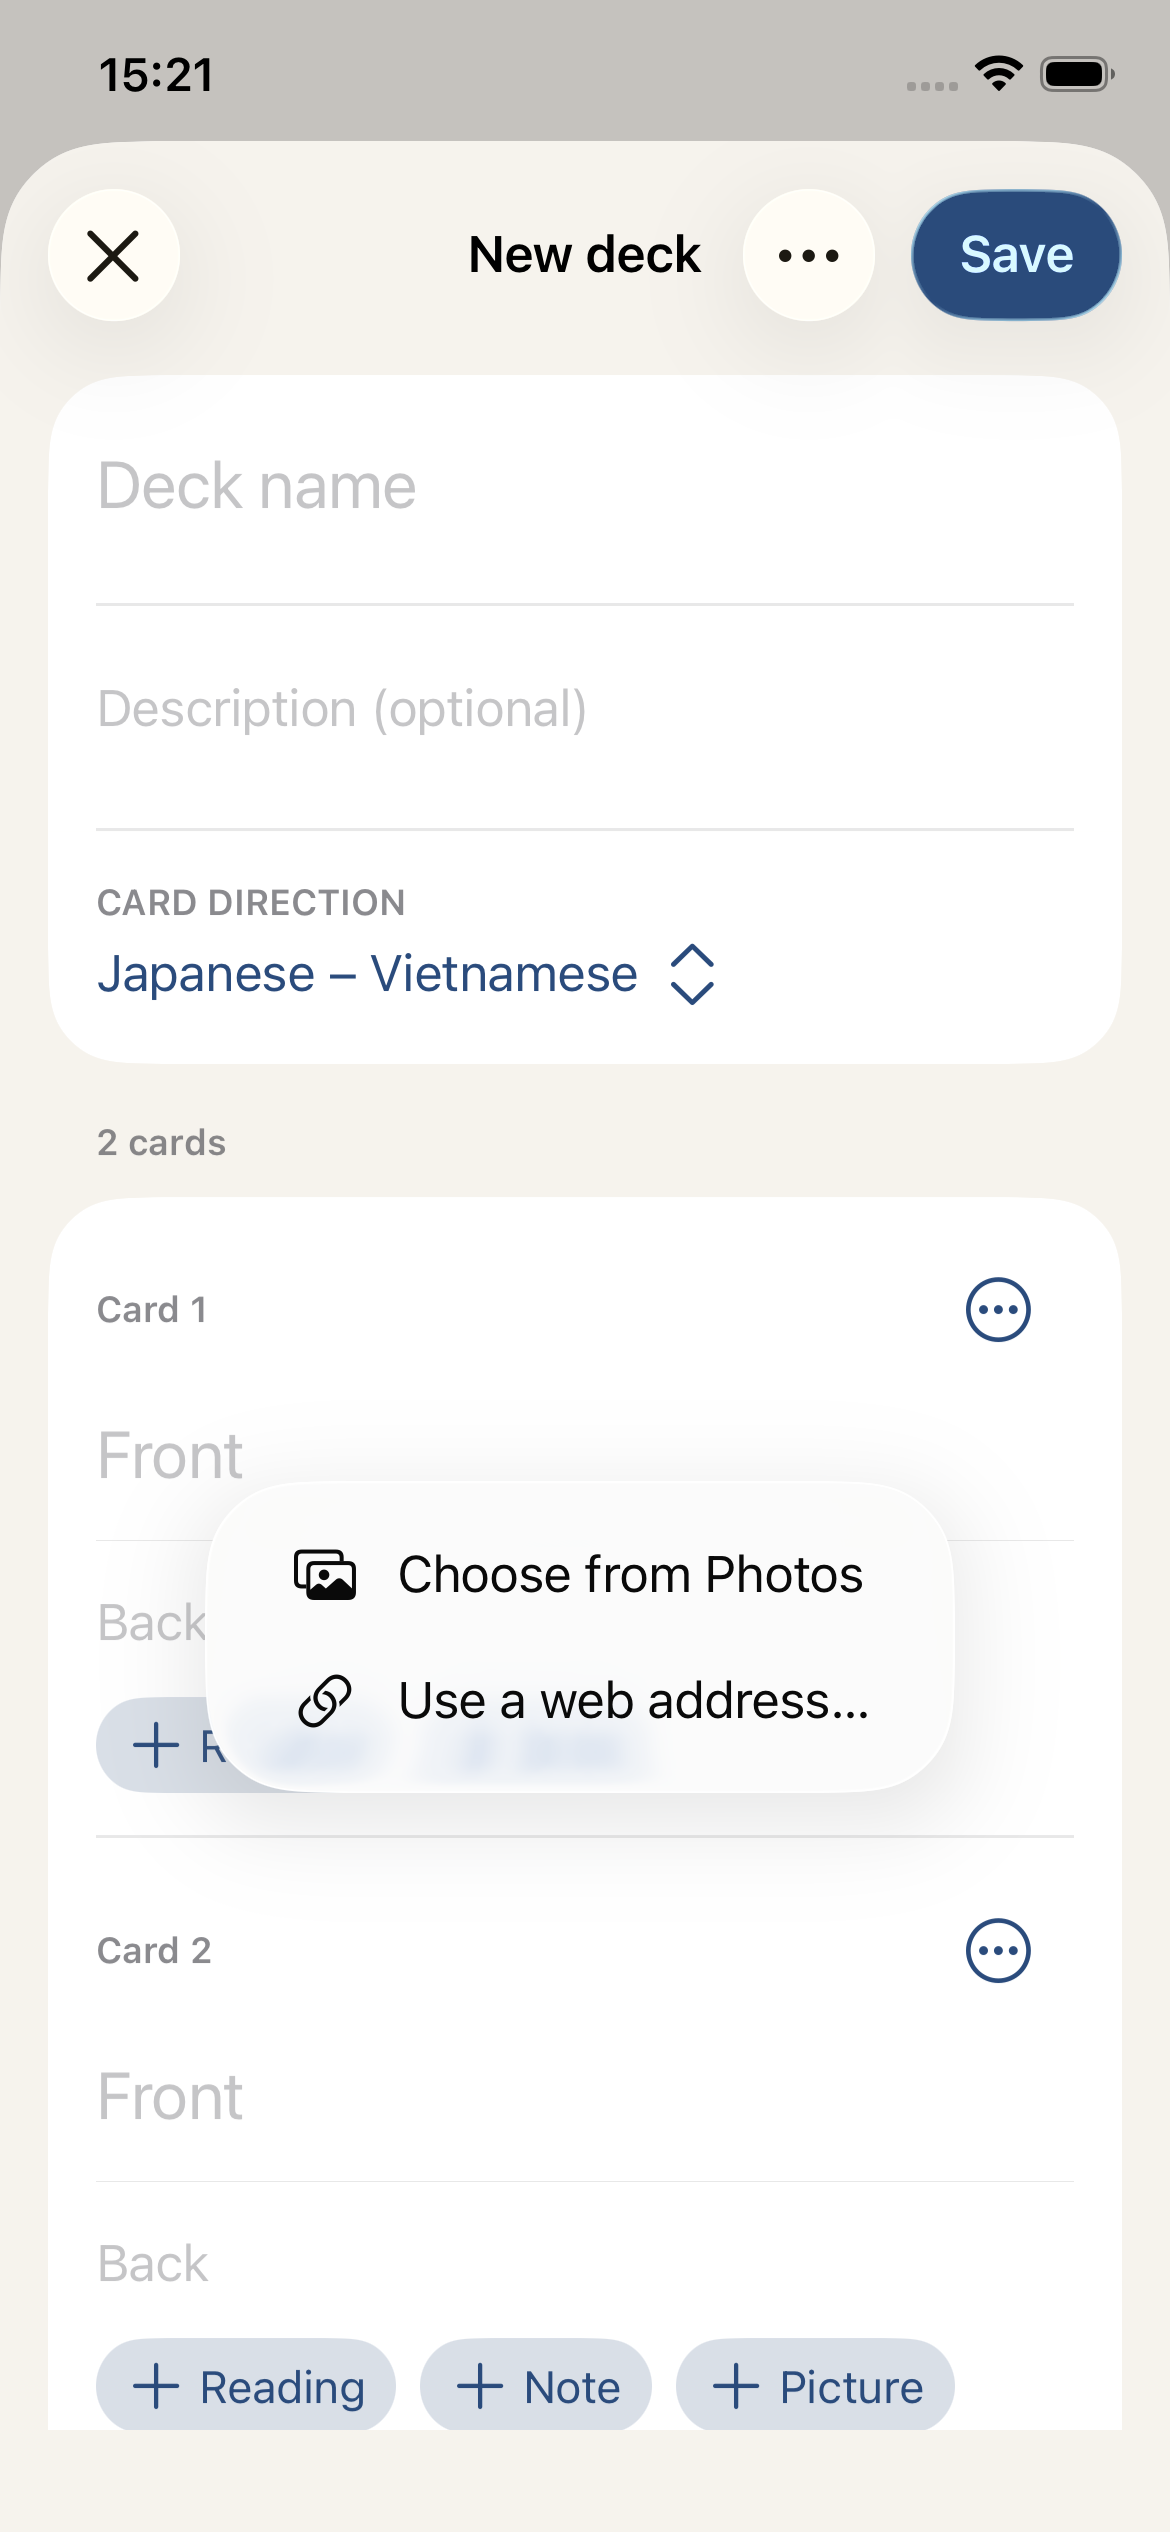 15:21
New deck
Save
Deck name
Description (optional)
CARD DIRECTION
Japanese – Vietnamese
2 cards
Card 1
Front
Choose from Photos
Back
Use a web address...
Card 2
Front
Back
Reading
Note
Picture